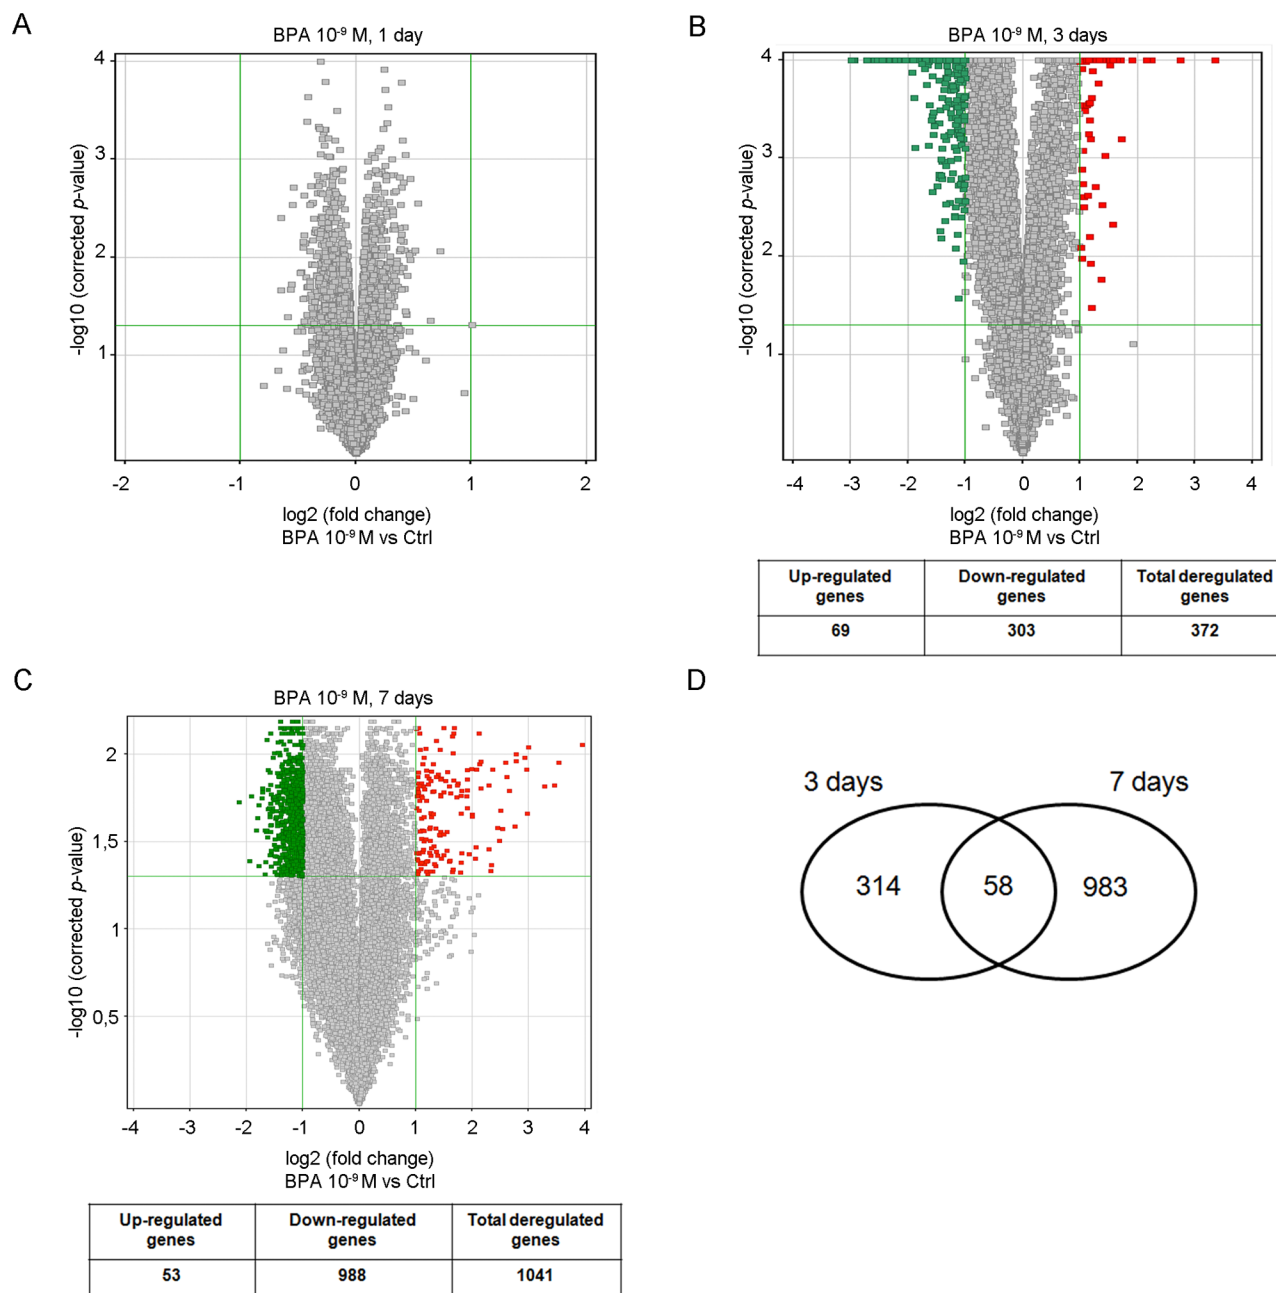 A
BPA 10⁻⁹ M, 1 day
4
3
2
1
-log10 (corrected p-value)
-2 -1 0 1 2
log2 (fold change)
BPA 10⁻⁹ M vs Ctrl
B
BPA 10⁻⁹ M, 3 days
4
3
2
1
-log10 (corrected p-value)
-4 -3 -2 -1 0 1 2 3 4
log2 (fold change)
BPA 10⁻⁹ M vs Ctrl
Up-regulated genes Down-regulated genes Total deregulated genes
69 303 372
C
BPA 10⁻⁹ M, 7 days
2
1,5
1
0,5
-log10 (corrected p-value)
-4 -3 -2 -1 0 1 2 3 4
log2 (fold change)
BPA 10⁻⁹ M vs Ctrl
Up-regulated genes Down-regulated genes Total deregulated genes
53 988 1041
D
3 days 7 days
314 58 983